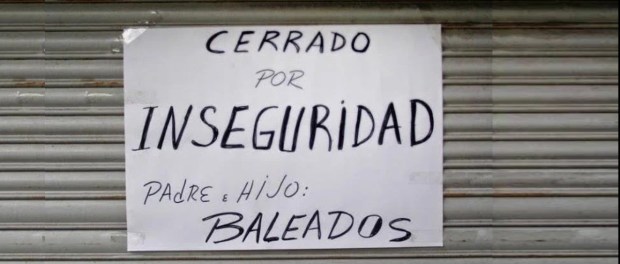 CERRADO
POR
INSEGURIDAD
PADRE E HIJO:
BALEADOS